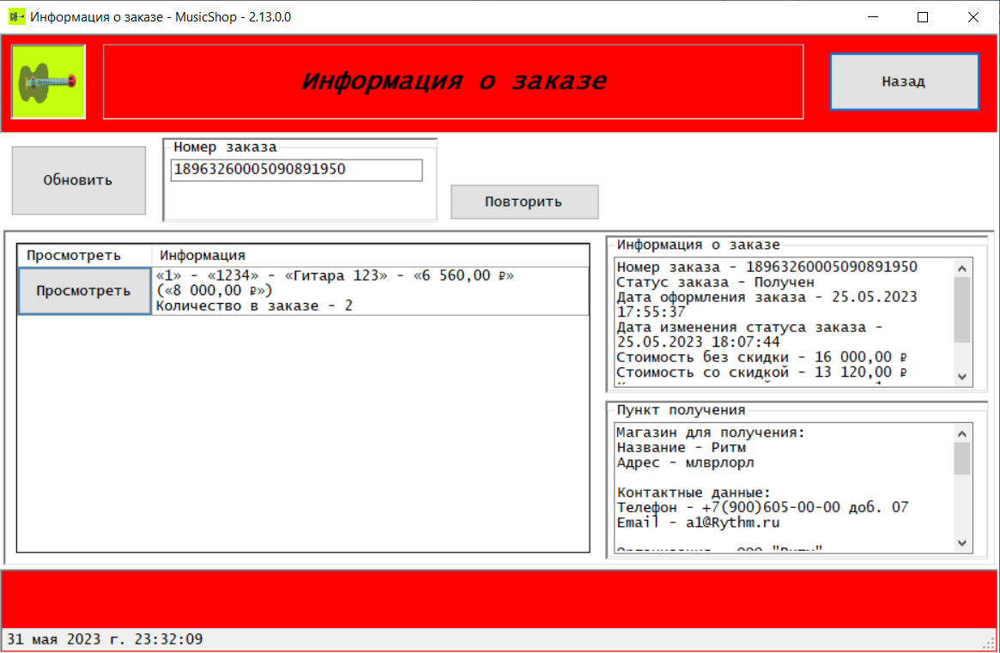 Информация о заказе - MusicShop - 2.13.0.0
Информация о заказе
Назад
Обновить
Номер заказа
18963260005090891950
Повторить
Просмотреть
Информация
Просмотреть
«1» - «1234» - «Гитара 123» - «6 560,00 ₽»
(«8 000,00 ₽»)
Количество в заказе - 2
Информация о заказе
Номер заказа - 18963260005090891950
Статус заказа - Получен
Дата оформления заказа - 25.05.2023
17:55:37
Дата изменения статуса заказа -
25.05.2023 18:07:44
Стоимость без скидки - 16 000,00 ₽
Стоимость со скидкой - 13 120,00 ₽
Пункт получения
Магазин для получения:
Название - Ритм
Адрес - млврлорл
Контактные данные:
Телефон - +7(900)605-00-00 доб. 07
Email - a1@Rythm.ru
31 мая 2023 г. 23:32:09